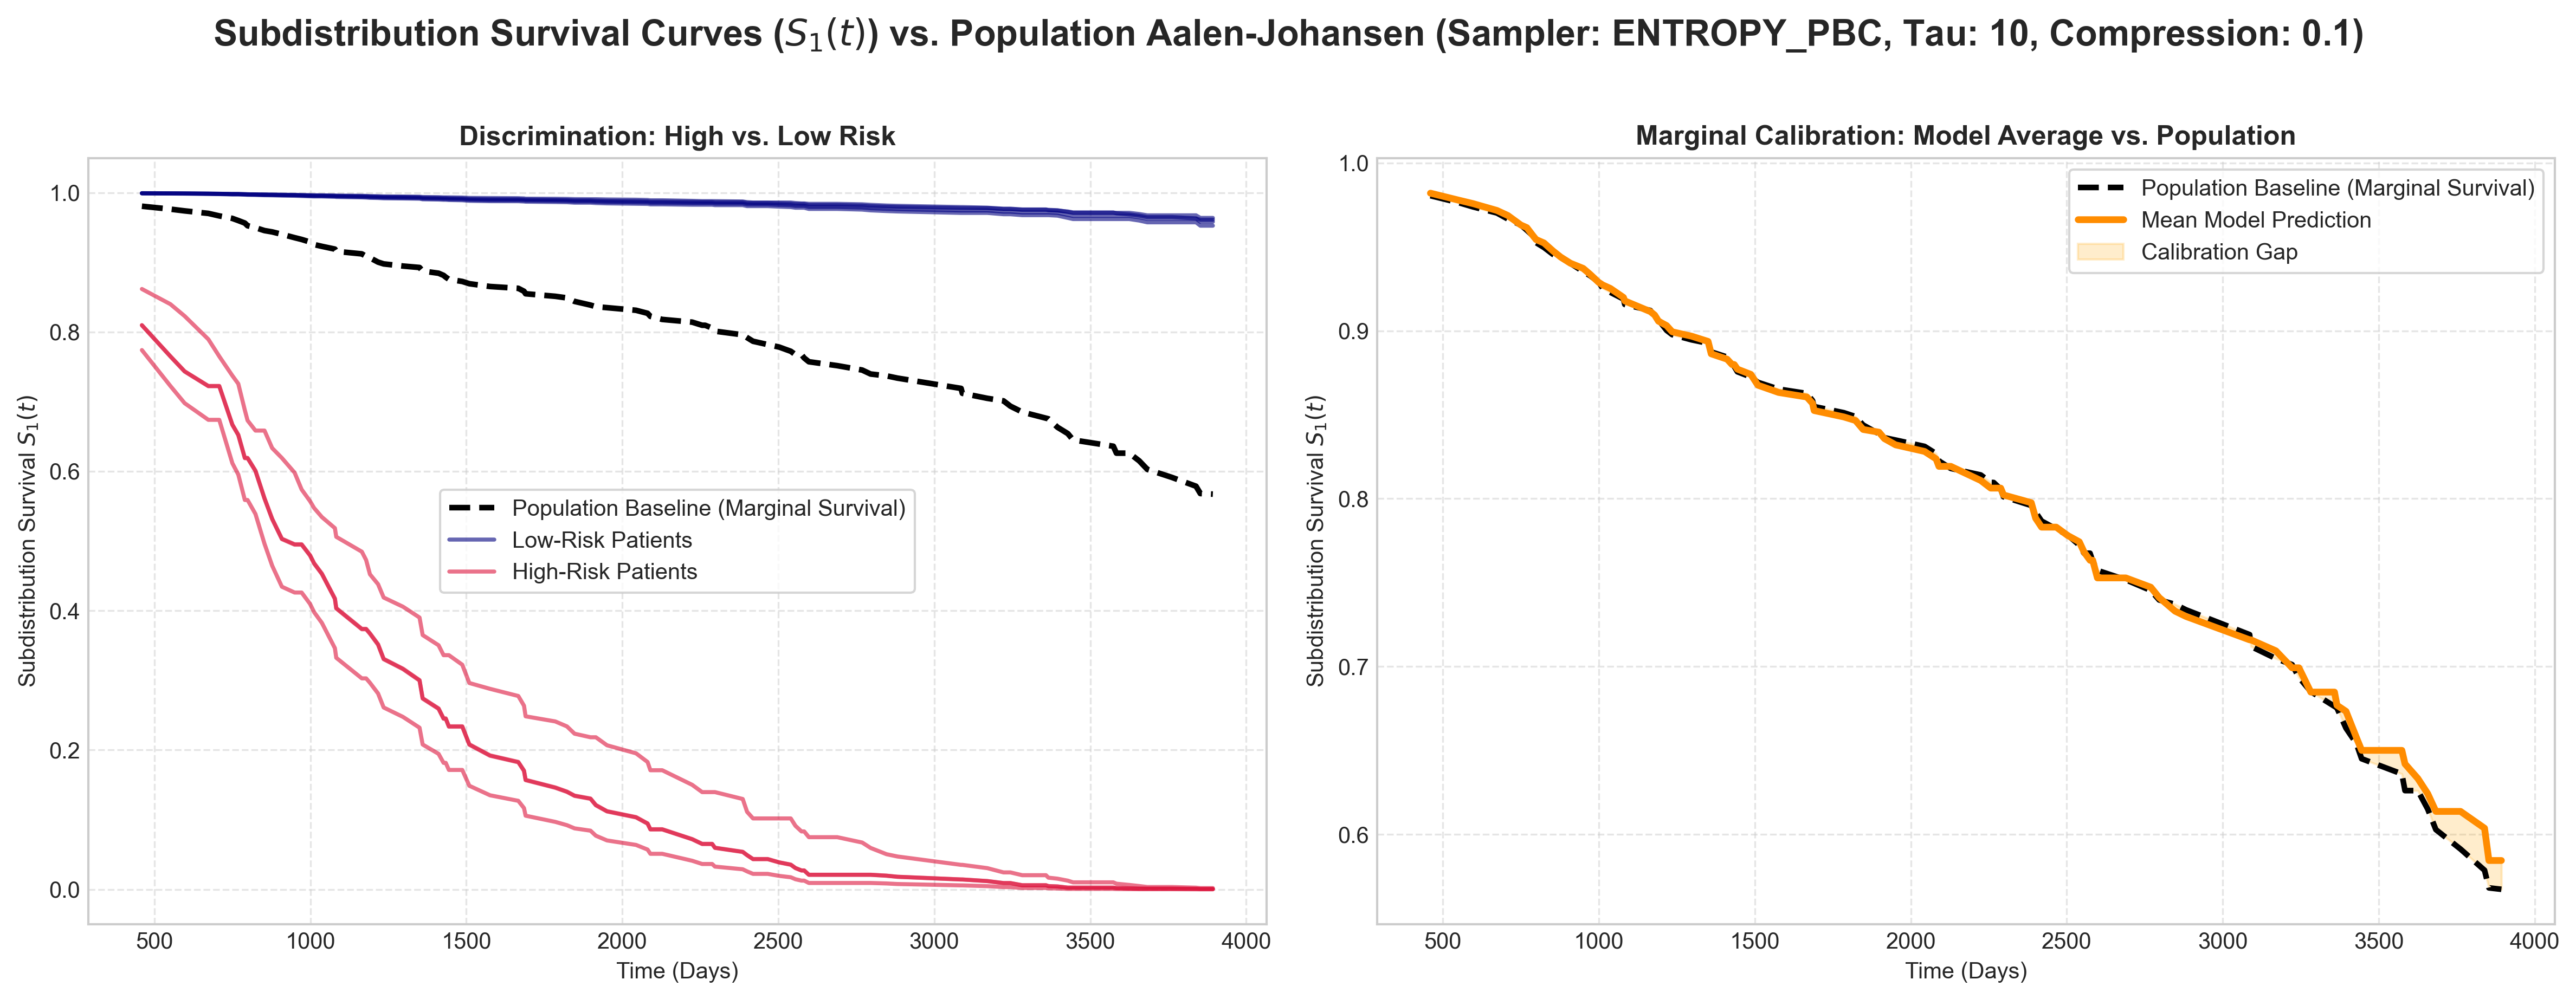 Subdistribution Survival Curves (S₁(t)) vs. Population Aalen-Johansen (Sampler: ENTROPY_PBC, Tau: 10, Compression: 0.1)
Discrimination: High vs. Low Risk
1.0
0.8
0.6
0.4
0.2
0.0
Subdistribution Survival S₁(t)
Population Baseline (Marginal Survival)
Low-Risk Patients
High-Risk Patients
500 1000 1500 2000 2500 3000 3500 4000
Time (Days)
Marginal Calibration: Model Average vs. Population
1.0
0.9
0.8
0.7
0.6
Subdistribution Survival S₁(t)
Population Baseline (Marginal Survival)
Mean Model Prediction
Calibration Gap
500 1000 1500 2000 2500 3000 3500 4000
Time (Days)